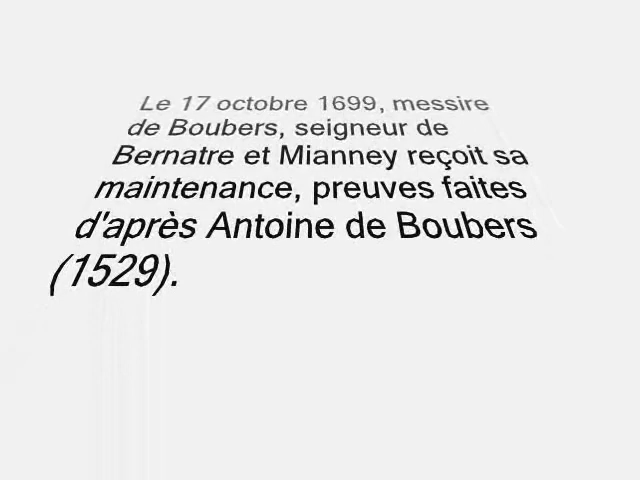 Le 17 octobre 1699, messire
de Boubers, seigneur de
Bernatre et Mianney reçoit sa
maintenance, preuves faites
d'après Antoine de Boubers
(1529).